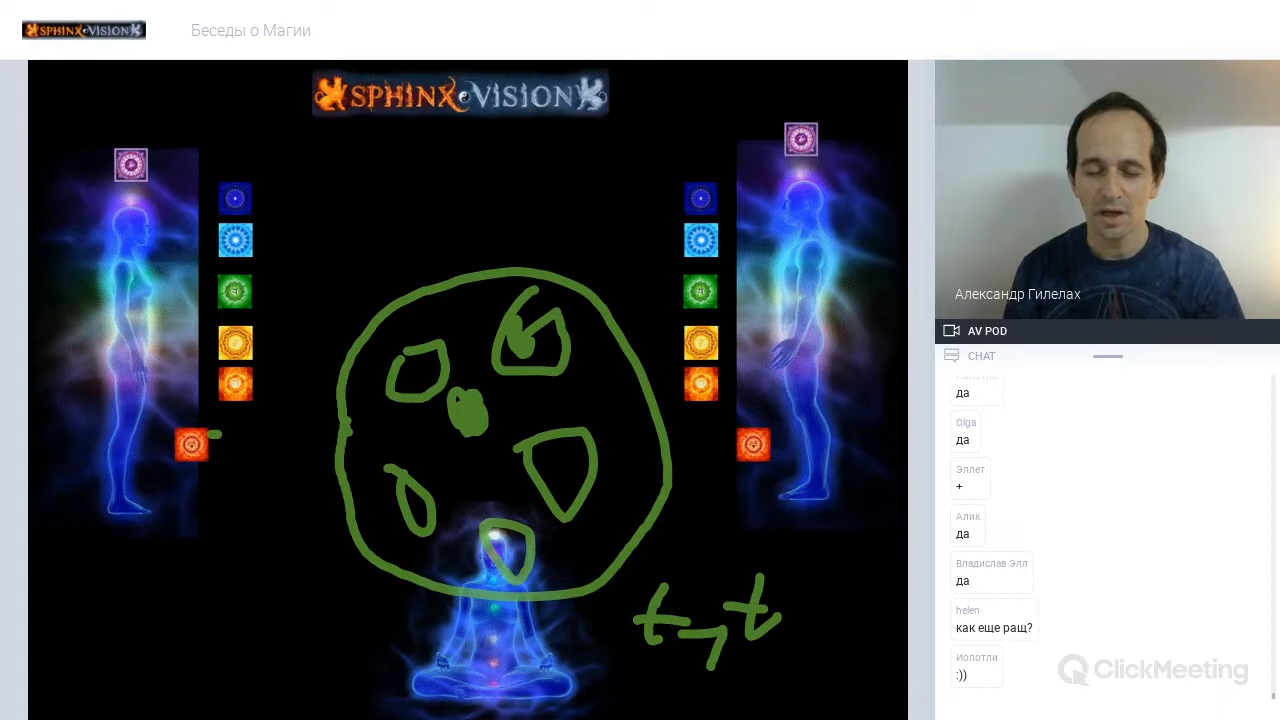 SPHINX VISION
Беседы о Магии
SPHINX VISION
Александр Гилелах
AV POD
CHAT
да
Olga
да
Эллет
+
Алик
да
Владислав Элл
да
helen
как еще ращ?
Иолотли
:))
ClickMeeting
t → t